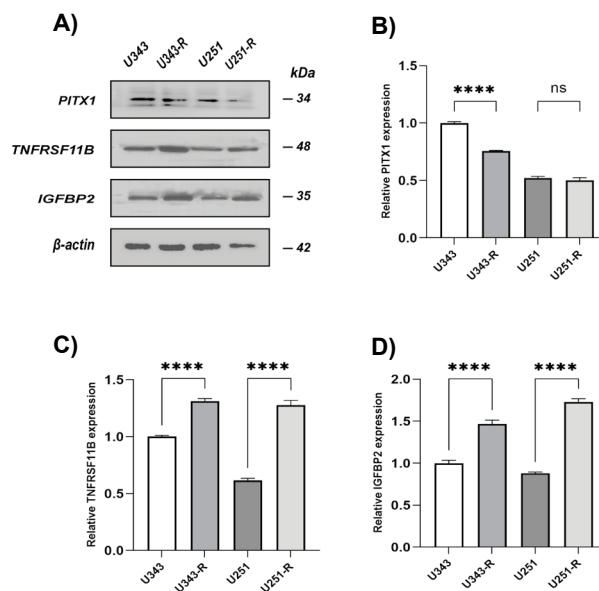 A)
U343 U343-R U251 U251-R
kDa
PITX1 – 34
TNFRSF11B – 48
IGFBP2 – 35
β-actin – 42
B)
Relative PITX1 expression
1.5
1.0
0.5
0.0
**** ns
U343 U343-R U251 U251-R
C)
Relative TNFRSF11B expression
1.5
1.0
0.5
0.0
**** ****
U343 U343-R U251 U251-R
D)
Relative IGFBP2 expression
2.0
1.5
1.0
0.5
0.0
**** ****
U343 U343-R U251 U251-R